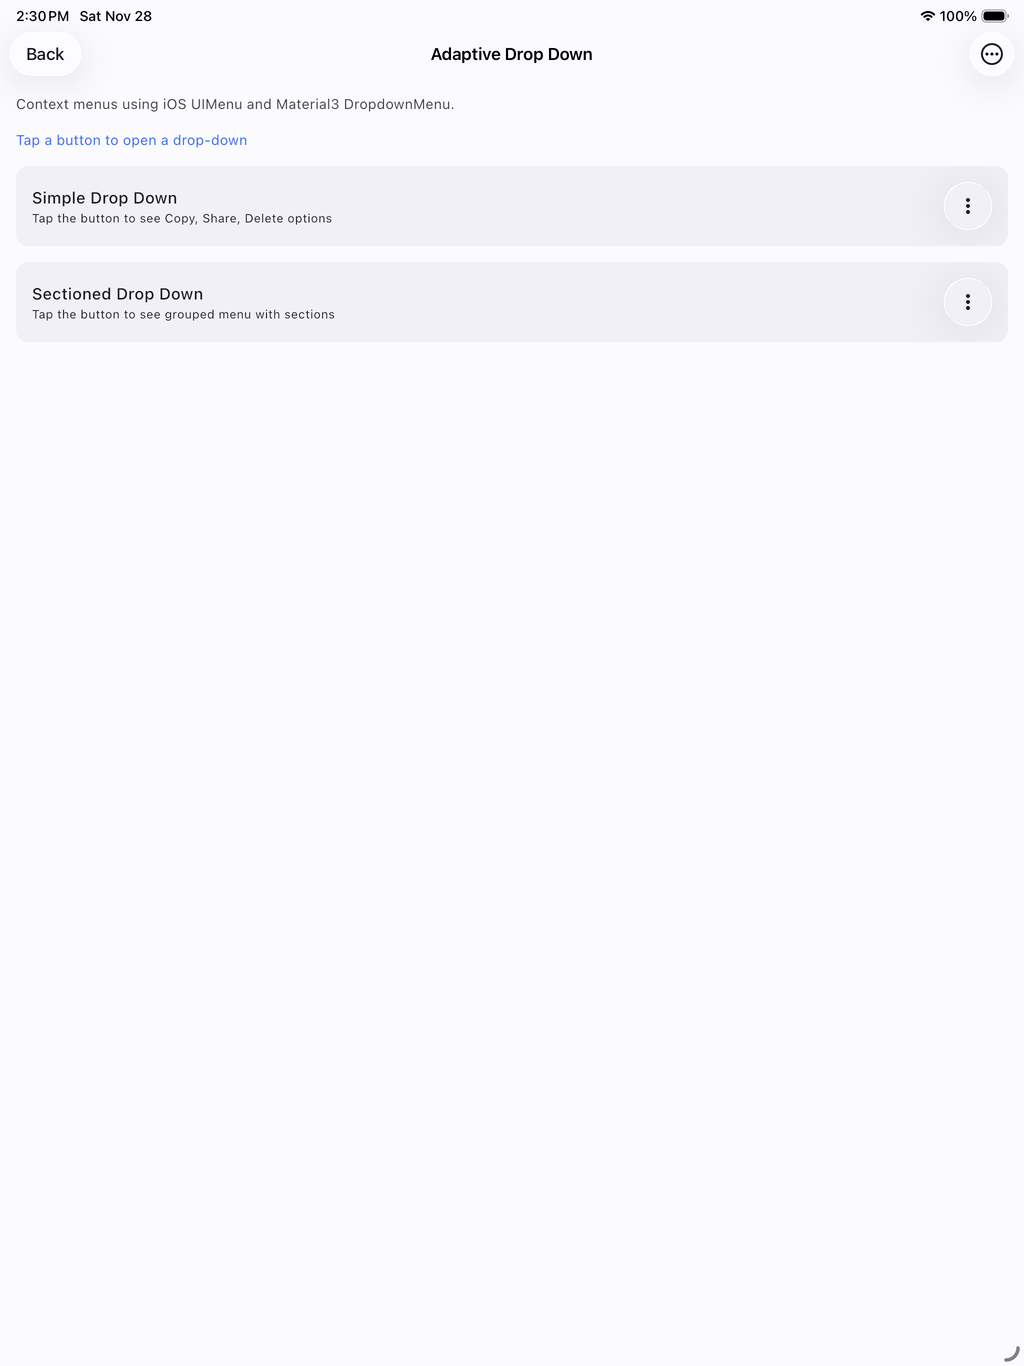 2:30 PM Sat Nov 28 100%
Back Adaptive Drop Down
Context menus using iOS UIMenu and Material3 DropdownMenu.
Tap a button to open a drop-down
Simple Drop Down
Tap the button to see Copy, Share, Delete options
Sectioned Drop Down
Tap the button to see grouped menu with sections